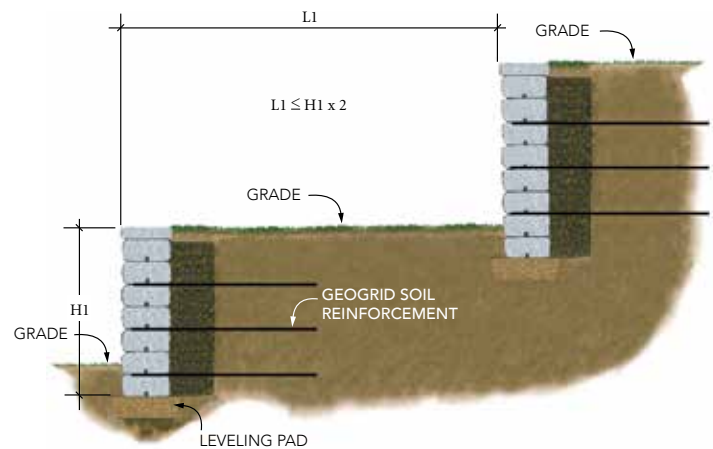 L1
GRADE
L1 ≤ H1 x 2
GRADE
H1
GEOGRID SOIL
REINFORCEMENT
GRADE
LEVELING PAD